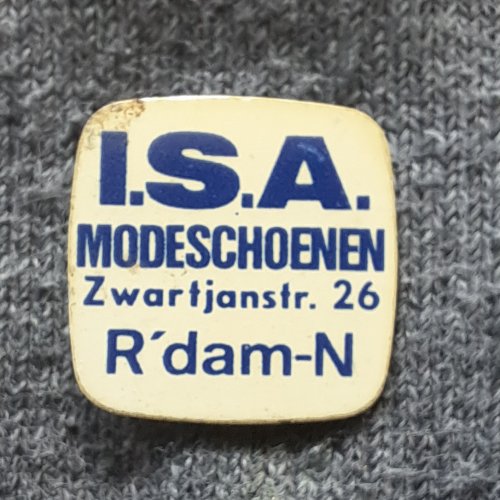 I.S.A.
MODESCHOENEN
Zwartjanstr. 26
R'dam-N